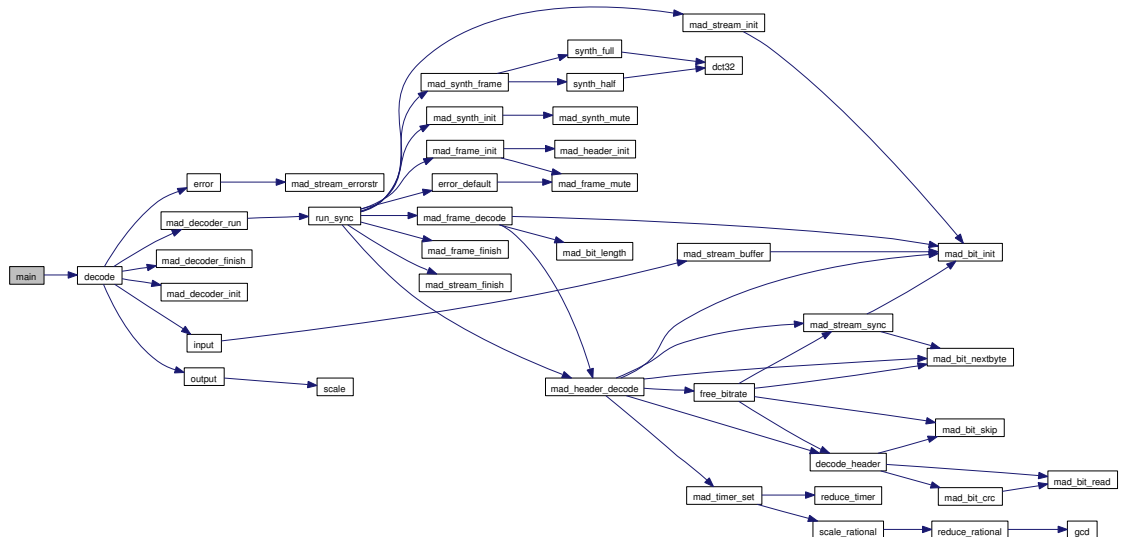 mad_stream_init
synth_full
dct32
mad_synth_frame
synth_half
mad_synth_init
mad_synth_mute
mad_frame_init
mad_header_init
error
mad_stream_errorstr
error_default
mad_frame_mute
mad_decoder_run
run_sync
mad_frame_decode
mad_decoder_finish
mad_frame_finish
mad_bit_length
mad_stream_buffer
mad_bit_init
main
decode
mad_decoder_init
mad_stream_finish
input
mad_stream_sync
mad_bit_nextbyte
output
scale
mad_header_decode
free_bitrate
mad_bit_skip
decode_header
mad_bit_read
mad_timer_set
reduce_timer
mad_bit_crc
scale_rational
reduce_rational
gcd